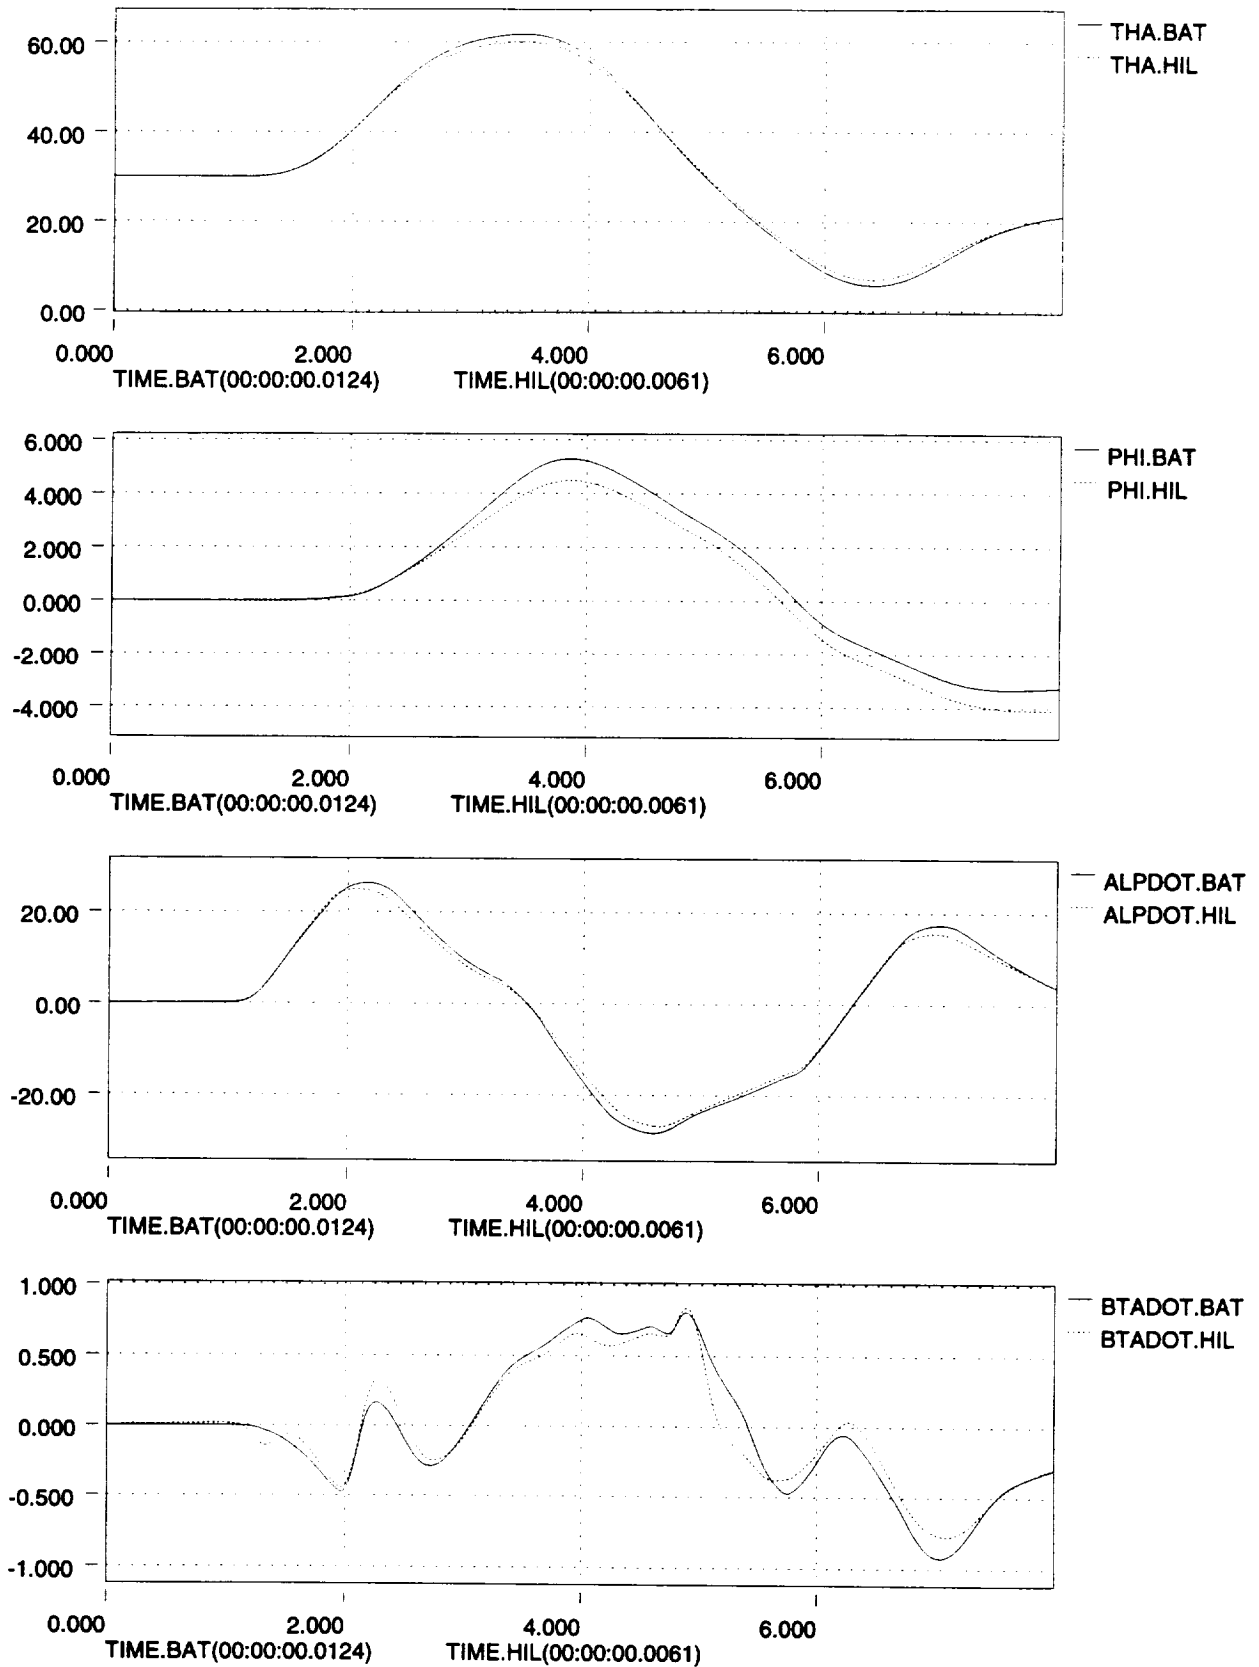 60.00
40.00
20.00
0.00
THA.BAT
THA.HIL
0.000 2.000 4.000 6.000
TIME.BAT(00:00:00.0124) TIME.HIL(00:00:00.0061)
6.000
4.000
2.000
0.000
-2.000
-4.000
PHI.BAT
PHI.HIL
0.000 2.000 4.000 6.000
TIME.BAT(00:00:00.0124) TIME.HIL(00:00:00.0061)
20.00
0.00
-20.00
ALPDOT.BAT
ALPDOT.HIL
0.000 2.000 4.000 6.000
TIME.BAT(00:00:00.0124) TIME.HIL(00:00:00.0061)
1.000
0.500
0.000
-0.500
-1.000
BTADOT.BAT
BTADOT.HIL
0.000 2.000 4.000 6.000
TIME.BAT(00:00:00.0124) TIME.HIL(00:00:00.0061)